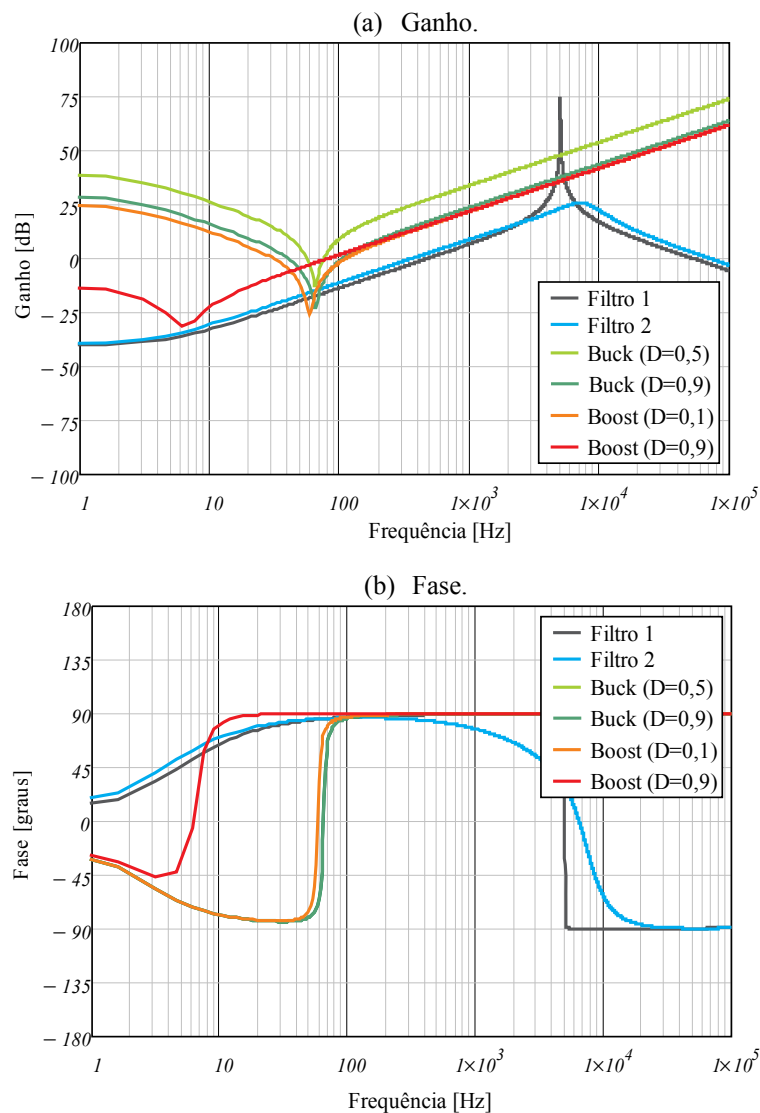 (a) Ganho.
100
75
50
25
0
−25
−50
−75
−100
Ganho [dB]
Filtro 1
Filtro 2
Buck (D=0,5)
Buck (D=0,9)
Boost (D=0,1)
Boost (D=0,9)
1 10 100 1×10³ 1×10⁴ 1×10⁵
Frequência [Hz]
(b) Fase.
180
135
90
45
0
−45
−90
−135
−180
Fase [graus]
Filtro 1
Filtro 2
Buck (D=0,5)
Buck (D=0,9)
Boost (D=0,1)
Boost (D=0,9)
1 10 100 1×10³ 1×10⁴ 1×10⁵
Frequência [Hz]